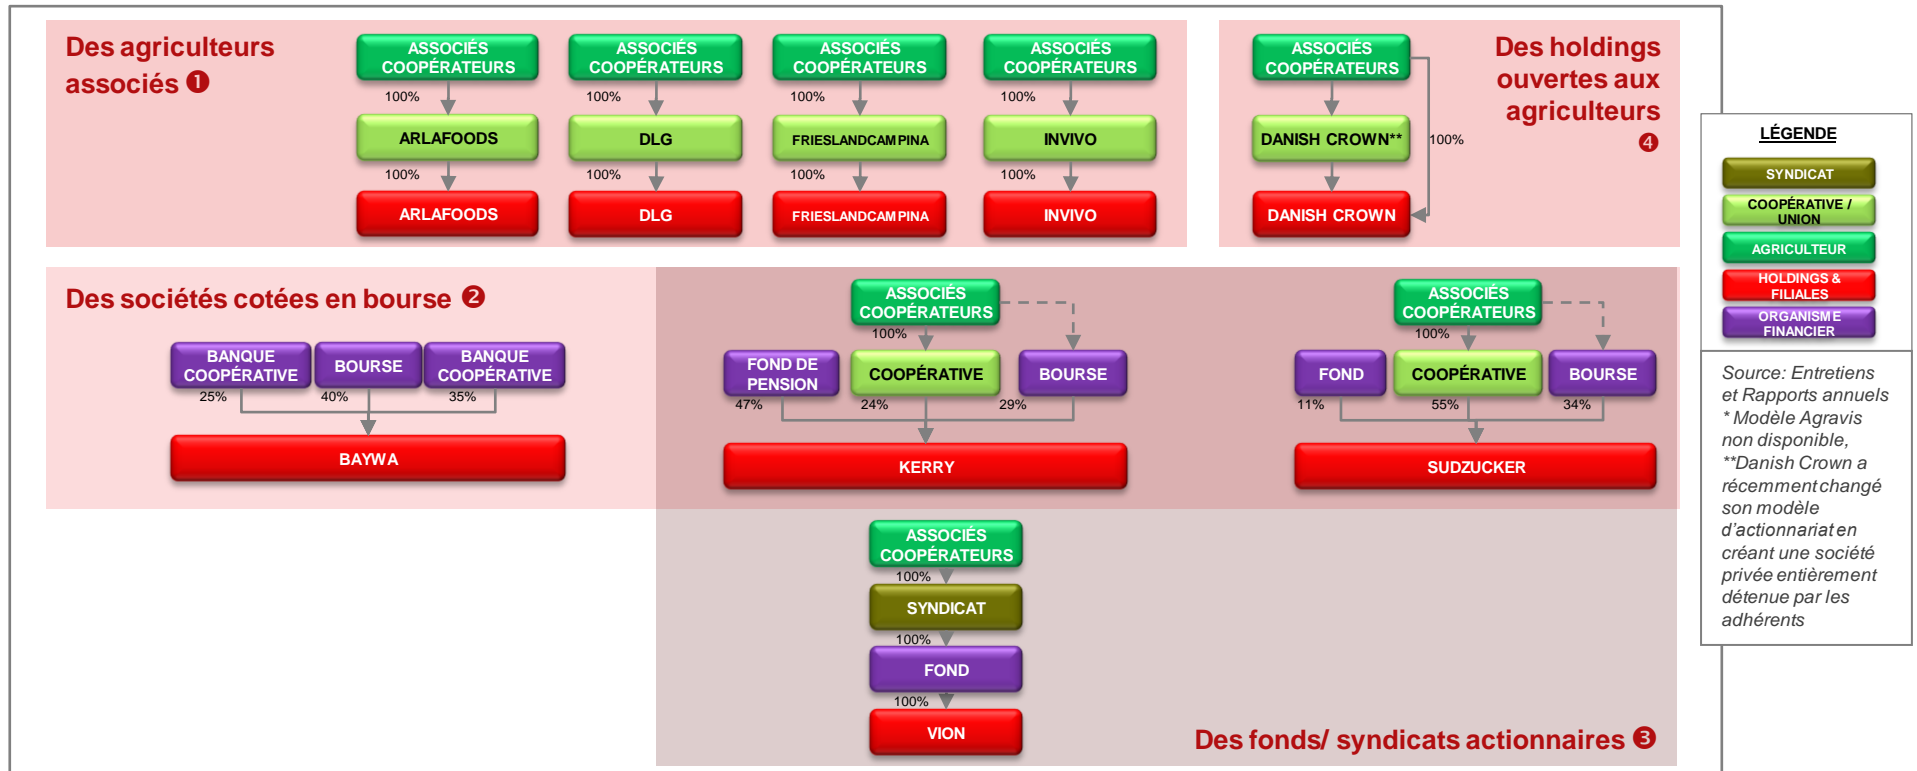 Des agriculteurs
associés ❶
ASSOCIÉS
COOPÉRATEURS
100%
ARLAFOODS
100%
ARLAFOODS
ASSOCIÉS
COOPÉRATEURS
100%
DLG
100%
DLG
ASSOCIÉS
COOPÉRATEURS
100%
FRIESLANDCAMPINA
100%
FRIESLANDCAMPINA
ASSOCIÉS
COOPÉRATEURS
100%
INVIVO
100%
INVIVO
Des holdings
ouvertes aux
agriculteurs
❹
ASSOCIÉS
COOPÉRATEURS
DANISH CROWN**
100%
DANISH CROWN
Des sociétés cotées en bourse ❷
BANQUE
COOPÉRATIVE
25%
BOURSE
40%
BANQUE
COOPÉRATIVE
35%
BAYWA
ASSOCIÉS
COOPÉRATEURS
100%
FOND DE
PENSION
47%
COOPÉRATIVE
24%
BOURSE
29%
KERRY
ASSOCIÉS
COOPÉRATEURS
100%
FOND
11%
COOPÉRATIVE
55%
BOURSE
34%
SUDZUCKER
ASSOCIÉS
COOPÉRATEURS
100%
SYNDICAT
100%
FOND
100%
VION
Des fonds/ syndicats actionnaires ❸
LÉGENDE
SYNDICAT
COOPÉRATIVE /
UNION
AGRICULTEUR
HOLDINGS &
FILIALES
ORGANISME
FINANCIER
Source: Entretiens
et Rapports annuels
* Modèle Agravis
non disponible,
**Danish Crown a
récemment changé
son modèle
d'actionnariat en
créant une société
privée entièrement
détenue par les
adhérents